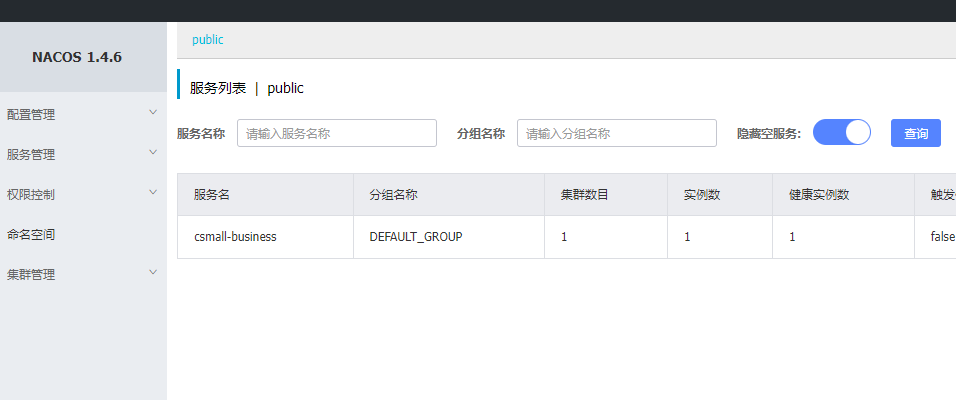 public
NACOS 1.4.6
服务列表 | public
配置管理
服务管理
权限控制
命名空间
集群管理
服务名称 请输入服务名称 分组名称 请输入分组名称 隐藏空服务: 查询
服务名 分组名称 集群数目 实例数 健康实例数 触发
csmall-business DEFAULT_GROUP 1 1 1 false